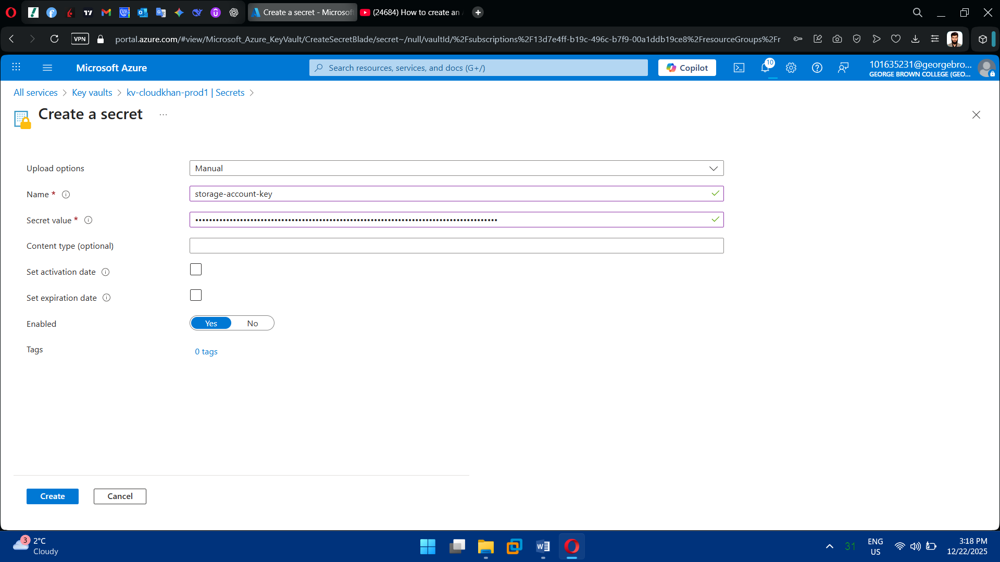 Create a secret - Microsoft
(24684) How to create an
VPN
portal.azure.com/#view/Microsoft_Azure_KeyVault/CreateSecretBlade/secret~/null/vaultId/%2Fsubscriptions%2F13d7e4ff-b19c-496c-b7f9-00a1ddb19ce8%2FresourceGroups%2Fr
Microsoft Azure
Search resources, services, and docs (G+/)
Copilot
10
101635231@georgebro...
GEORGE BROWN COLLEGE (GEO...
All services > Key vaults > kv-cloudkhan-prod1 | Secrets >
Create a secret ...
Upload options
Manual
Name *
storage-account-key
Secret value *
Content type (optional)
Set activation date
Set expiration date
Enabled
Yes No
Tags
0 tags
Create
Cancel
3
2°C
Cloudy
31
ENG
US
3:18 PM
12/22/2025